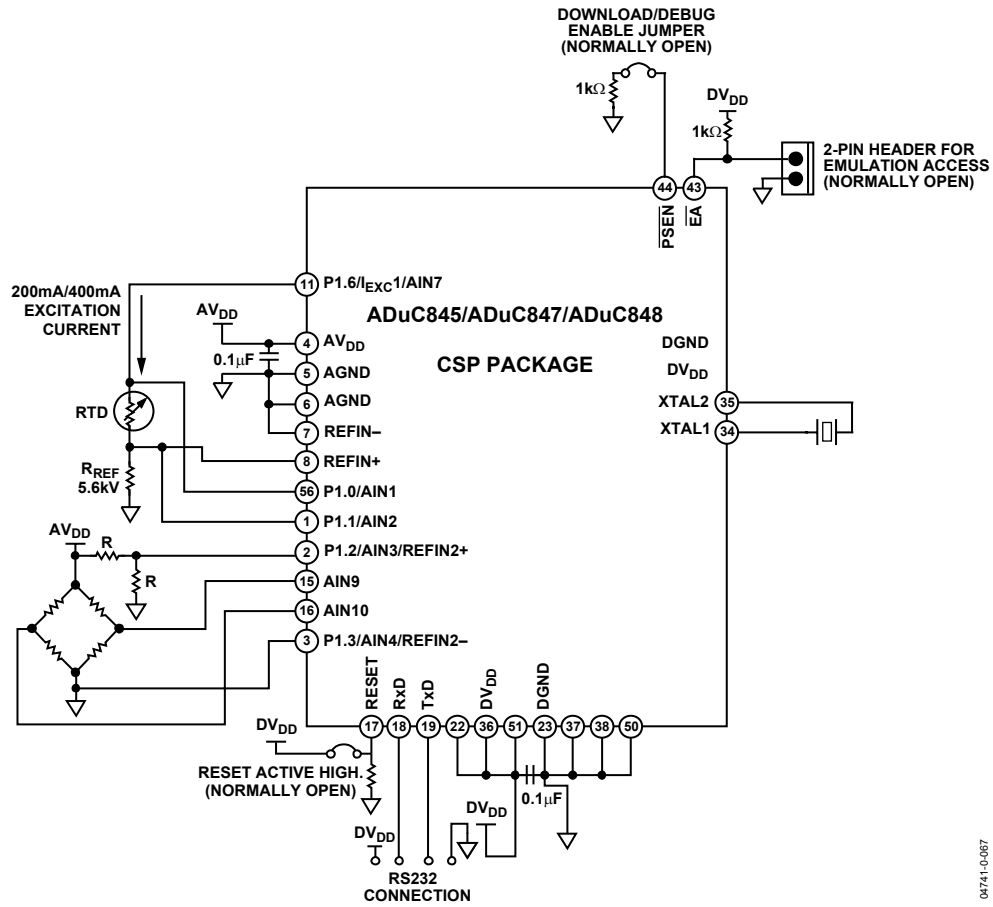 DOWNLOAD/DEBUG
ENABLE JUMPER
(NORMALLY OPEN)
1kΩ
DVDD
1kΩ
2-PIN HEADER FOR
EMULATION ACCESS
(NORMALLY OPEN)
44
43
PSEN
EA
200mA/400mA
EXCITATION
CURRENT
11 P1.6/IEXC1/AIN7
ADuC845/ADuC847/ADuC848
CSP PACKAGE
AVDD
4 AVDD
0.1µF
5 AGND
6 AGND
7 REFIN–
8 REFIN+
56 P1.0/AIN1
1 P1.1/AIN2
2 P1.2/AIN3/REFIN2+
15 AIN9
16 AIN10
3 P1.3/AIN4/REFIN2–
DGND
DVDD
XTAL2 35
XTAL1 34
RTD
RREF
5.6kV
AVDD
R
R
RESET
RxD
TxD
DVDD
DGND
17
18
19
22
36
51
23
37
38
50
DVDD
RESET ACTIVE HIGH.
(NORMALLY OPEN)
0.1µF
DVDD
DVDD
RS232
CONNECTION
04741-0-067